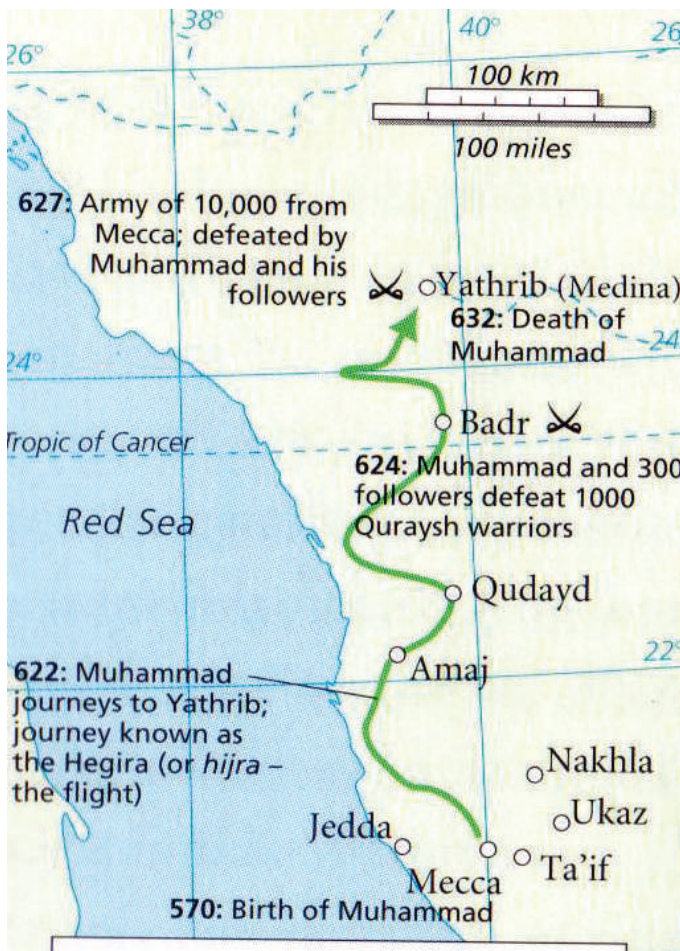 38°
40°
26°
26
100 km
100 miles
627: Army of 10,000 from
Mecca; defeated by
Muhammad and his
followers
Yathrib (Medina)
632: Death of
Muhammad
24°
24
Badr
Tropic of Cancer
624: Muhammad and 300
followers defeat 1000
Quraysh warriors
Red Sea
Qudayd
Amaj
22°
622: Muhammad
journeys to Yathrib;
journey known as
the Hegira (or hijra –
the flight)
Nakhla
Ukaz
Jedda
Mecca
Ta'if
570: Birth of Muhammad